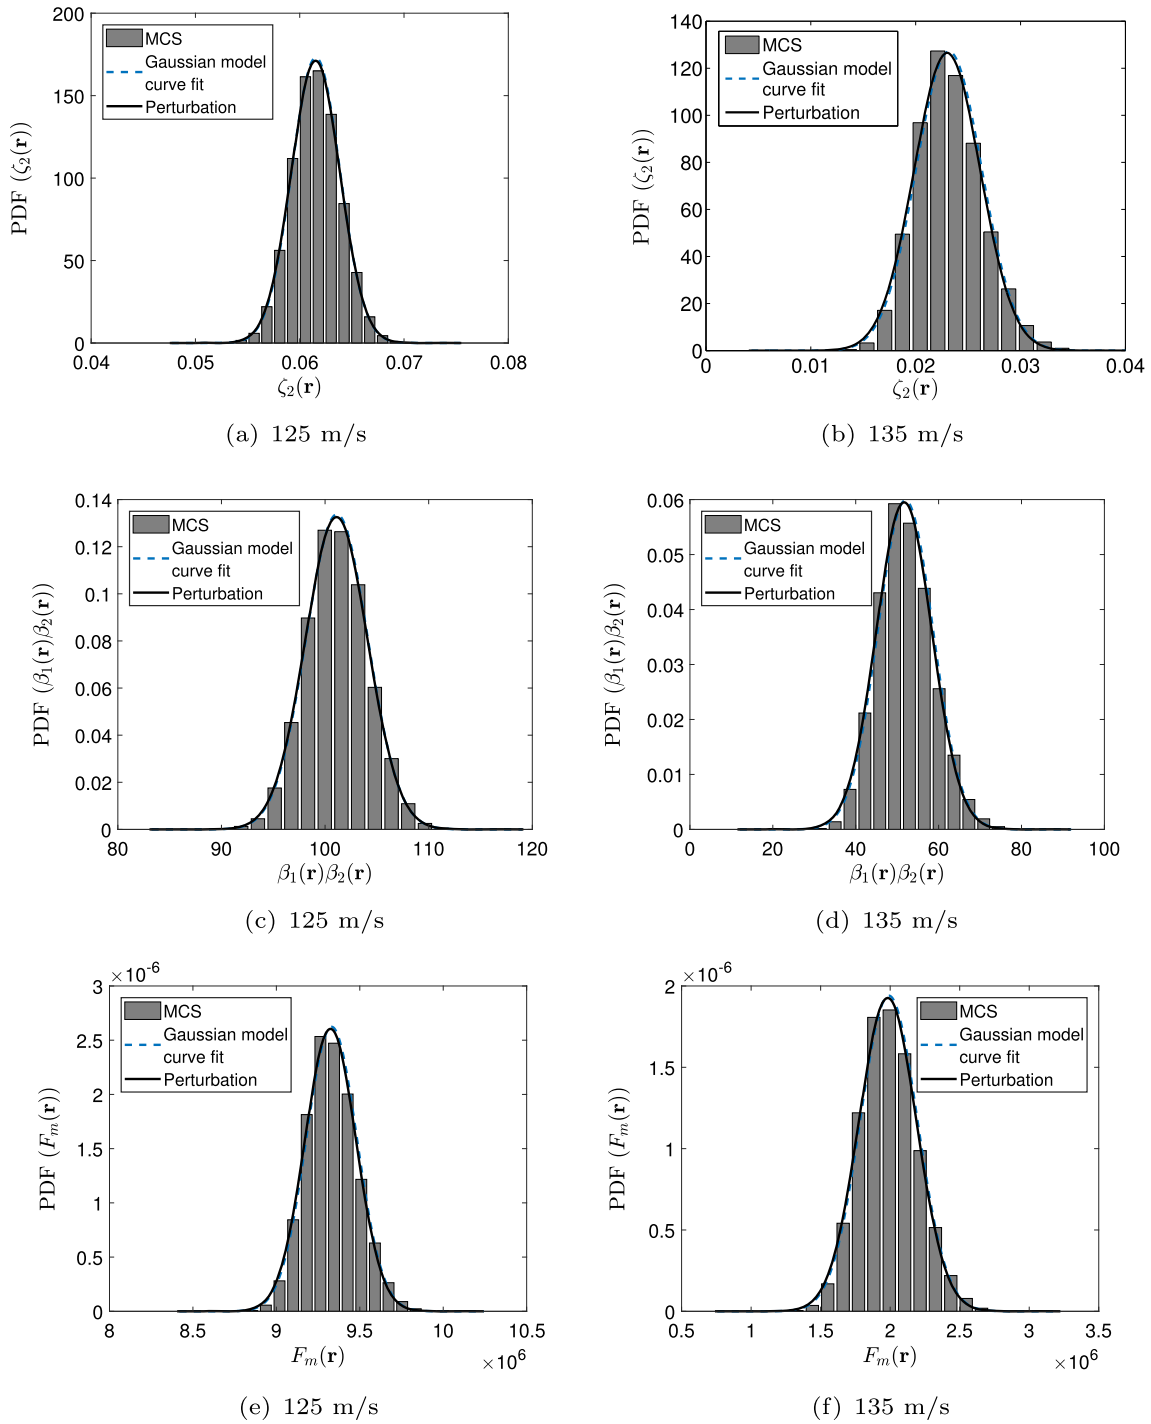 200
150
100
50
0
0.04
0.05
0.06
0.07
0.08
PDF (ζ₂(r))
ζ₂(r)
MCS
Gaussian model
curve fit
Perturbation
(a) 125 m/s
140
120
100
80
60
40
20
0
0
0.01
0.02
0.03
0.04
PDF (ζ₂(r))
ζ₂(r)
MCS
Gaussian model
curve fit
Perturbation
(b) 135 m/s
0.14
0.12
0.1
0.08
0.06
0.04
0.02
0
80
90
100
110
120
PDF (β₁(r)β₂(r))
β₁(r)β₂(r)
MCS
Gaussian model
curve fit
Perturbation
(c) 125 m/s
0.06
0.05
0.04
0.03
0.02
0.01
0
0
20
40
60
80
100
PDF (β₁(r)β₂(r))
β₁(r)β₂(r)
MCS
Gaussian model
curve fit
Perturbation
(d) 135 m/s
×10⁻⁶
3
2.5
2
1.5
1
0.5
0
8
8.5
9
9.5
10
10.5
PDF (Fₘ(r))
Fₘ(r)
×10⁶
MCS
Gaussian model
curve fit
Perturbation
(e) 125 m/s
×10⁻⁶
2
1.5
1
0.5
0
0.5
1
1.5
2
2.5
3
3.5
PDF (Fₘ(r))
Fₘ(r)
×10⁶
MCS
Gaussian model
curve fit
Perturbation
(f) 135 m/s